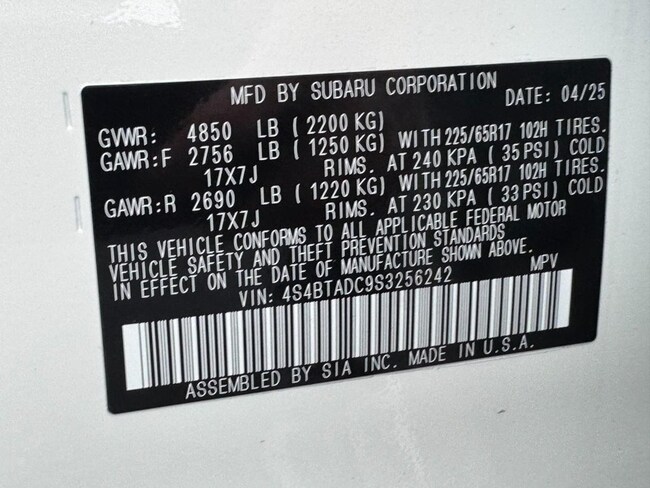 MFD BY SUBARU CORPORATION DATE: 04/25
GVWR: 4850 LB ( 2200 KG)
GAWR:F 2756 LB ( 1250 KG) WITH 225/65R17 102H TIRES.
17X7J RIMS. AT 240 KPA ( 35 PSI) COLD
GAWR:R 2690 LB ( 1220 KG) WITH 225/65R17 102H TIRES.
17X7J RIMS. AT 230 KPA ( 33 PSI) COLD
THIS VEHICLE CONFORMS TO ALL APPLICABLE FEDERAL MOTOR
VEHICLE SAFETY AND THEFT PREVENTION STANDARDS
IN EFFECT ON THE DATE OF MANUFACTURE SHOWN ABOVE.
VIN: 4S4BTADC9S3256242 MPV
ASSEMBLED BY SIA INC. MADE IN U.S.A.